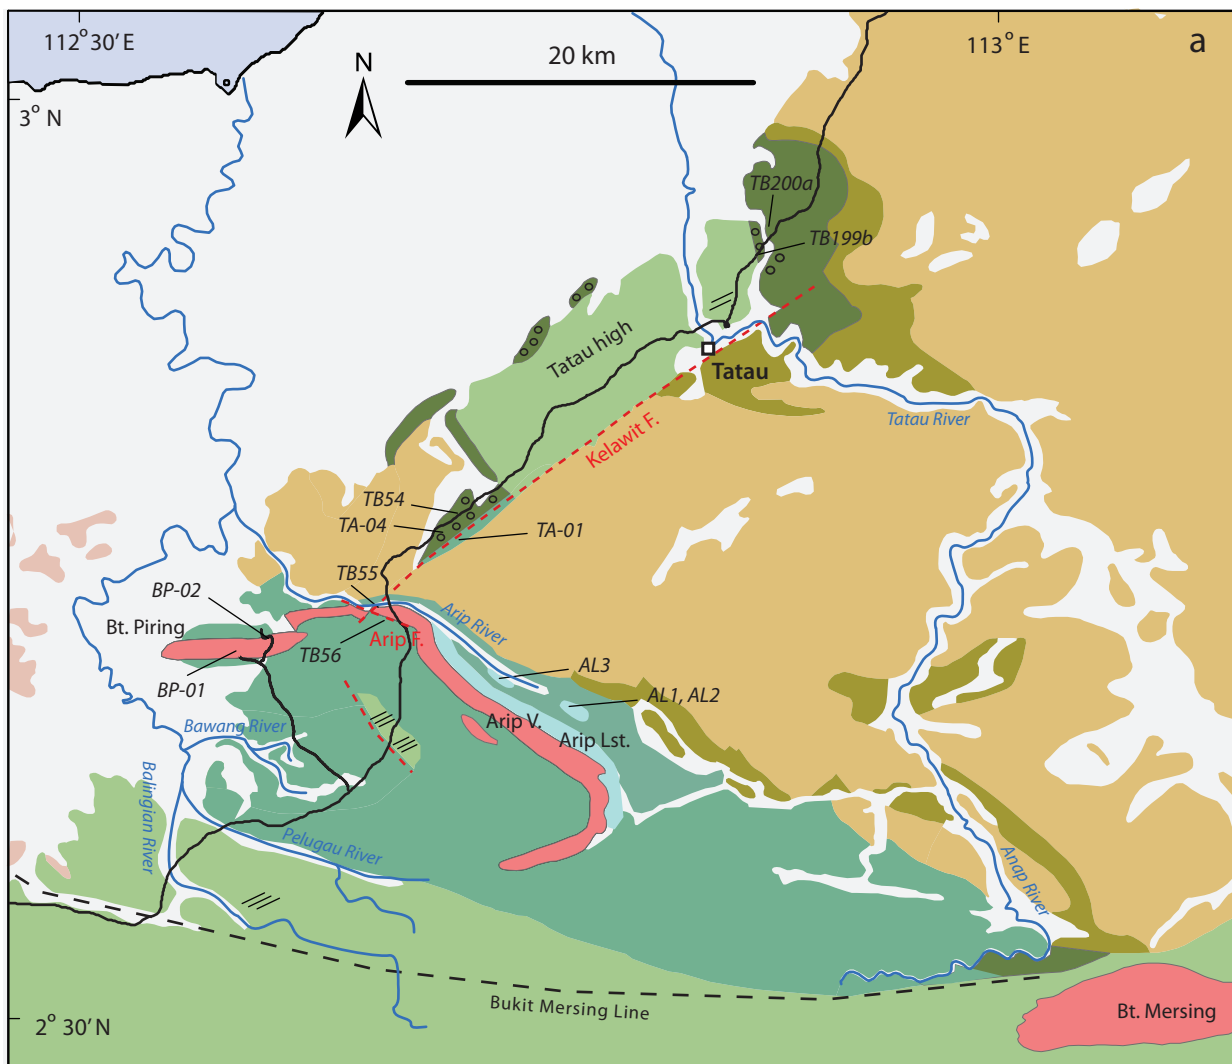 112° 30' E
113° E
a
20 km
N
3° N
TB200a
TB199b
Tatau high
Tatau
Tatau River
Kelawit F.
TB54
TA-04
TA-01
TB55
BP-02
Bt. Piring
Arip River
Arip F.
TB56
AL3
BP-01
AL1, AL2
Arip V.
Arip Lst.
Bawang River
Balingian River
Pelugau River
Anap River
Bukit Mersing Line
Bt. Mersing
2° 30' N